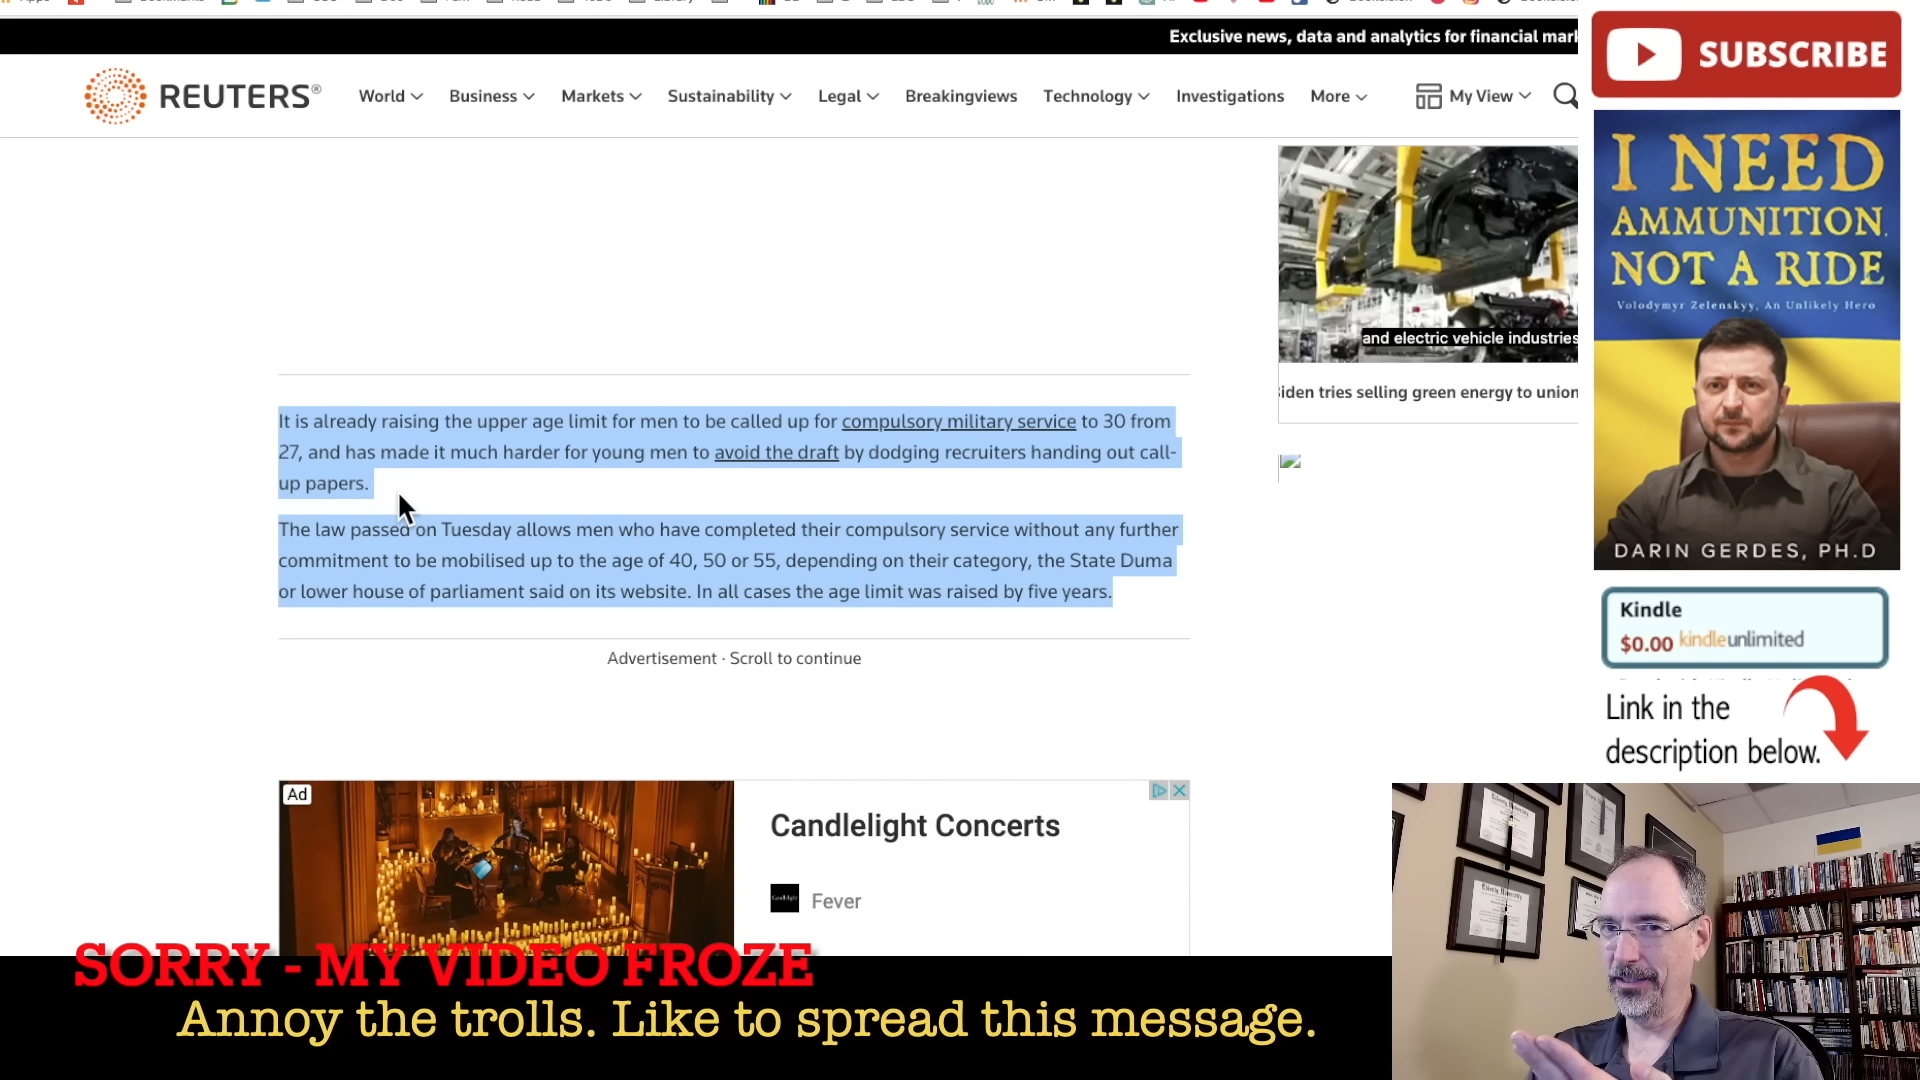 Exclusive news, data and analytics for financial mark
SUBSCRIBE
REUTERS®
World
Business
Markets
Sustainability
Legal
Breakingviews
Technology
Investigations
More
My View
and electric vehicle industries
iden tries selling green energy to union
It is already raising the upper age limit for men to be called up for compulsory military service to 30 from
27, and has made it much harder for young men to avoid the draft by dodging recruiters handing out call-
up papers.
The law passed on Tuesday allows men who have completed their compulsory service without any further
commitment to be mobilised up to the age of 40, 50 or 55, depending on their category, the State Duma
or lower house of parliament said on its website. In all cases the age limit was raised by five years.
Advertisement · Scroll to continue
Ad
Candlelight Concerts
Fever
I NEED
AMMUNITION,
NOT A RIDE
Volodymyr Zelenskyy, An Unlikely Hero
DARIN GERDES, PH.D
Kindle
$0.00 kindleunlimited
Link in the
description below.
SORRY - MY VIDEO FROZE
Annoy the trolls. Like to spread this message.